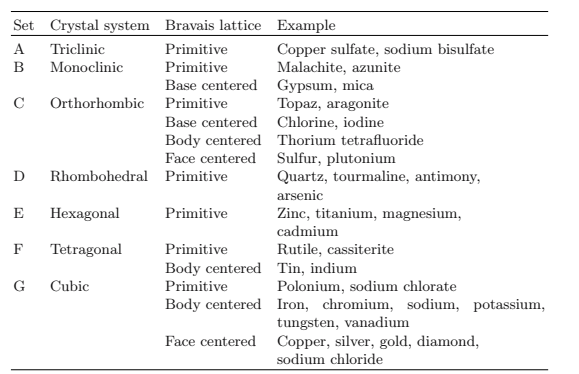 Set Crystal system Bravais lattice Example
A Triclinic Primitive Copper sulfate, sodium bisulfate
B Monoclinic Primitive Malachite, azunite
Base centered Gypsum, mica
C Orthorhombic Primitive Topaz, aragonite
Base centered Chlorine, iodine
Body centered Thorium tetrafluoride
Face centered Sulfur, plutonium
D Rhombohedral Primitive Quartz, tourmaline, antimony,
arsenic
E Hexagonal Primitive Zinc, titanium, magnesium,
cadmium
F Tetragonal Primitive Rutile, cassiterite
Body centered Tin, indium
G Cubic Primitive Polonium, sodium chlorate
Body centered Iron, chromium, sodium, potassium,
tungsten, vanadium
Face centered Copper, silver, gold, diamond,
sodium chloride